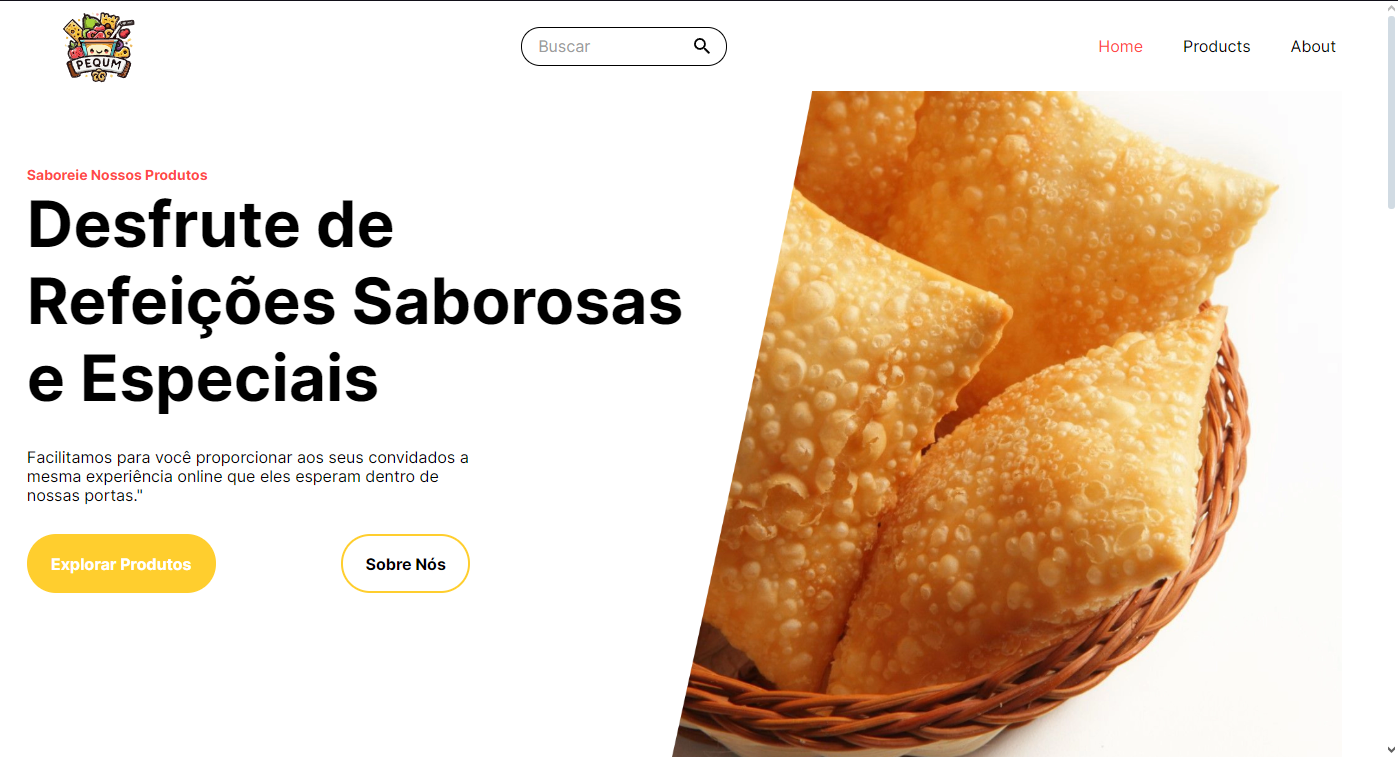 PEQUM
Buscar
Home
Products
About
Saboreie Nossos Produtos
Desfrute de
Refeições Saborosas
e Especiais
Facilitamos para você proporcionar aos seus convidados a
mesma experiência online que eles esperam dentro de
nossas portas."
Explorar Produtos
Sobre Nós